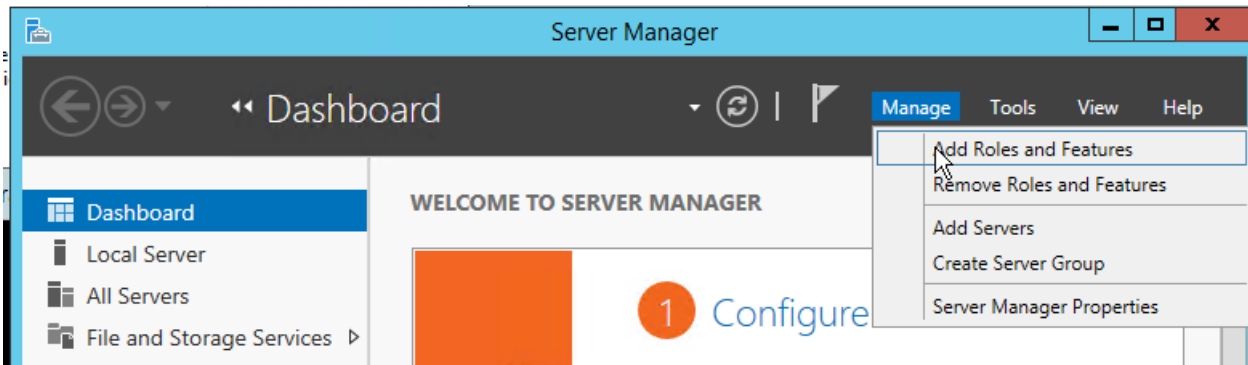 Server Manager
Dashboard
Manage Tools View Help
Add Roles and Features
Remove Roles and Features
Add Servers
Create Server Group
Server Manager Properties
Dashboard
Local Server
All Servers
File and Storage Services
WELCOME TO SERVER MANAGER
1 Configure